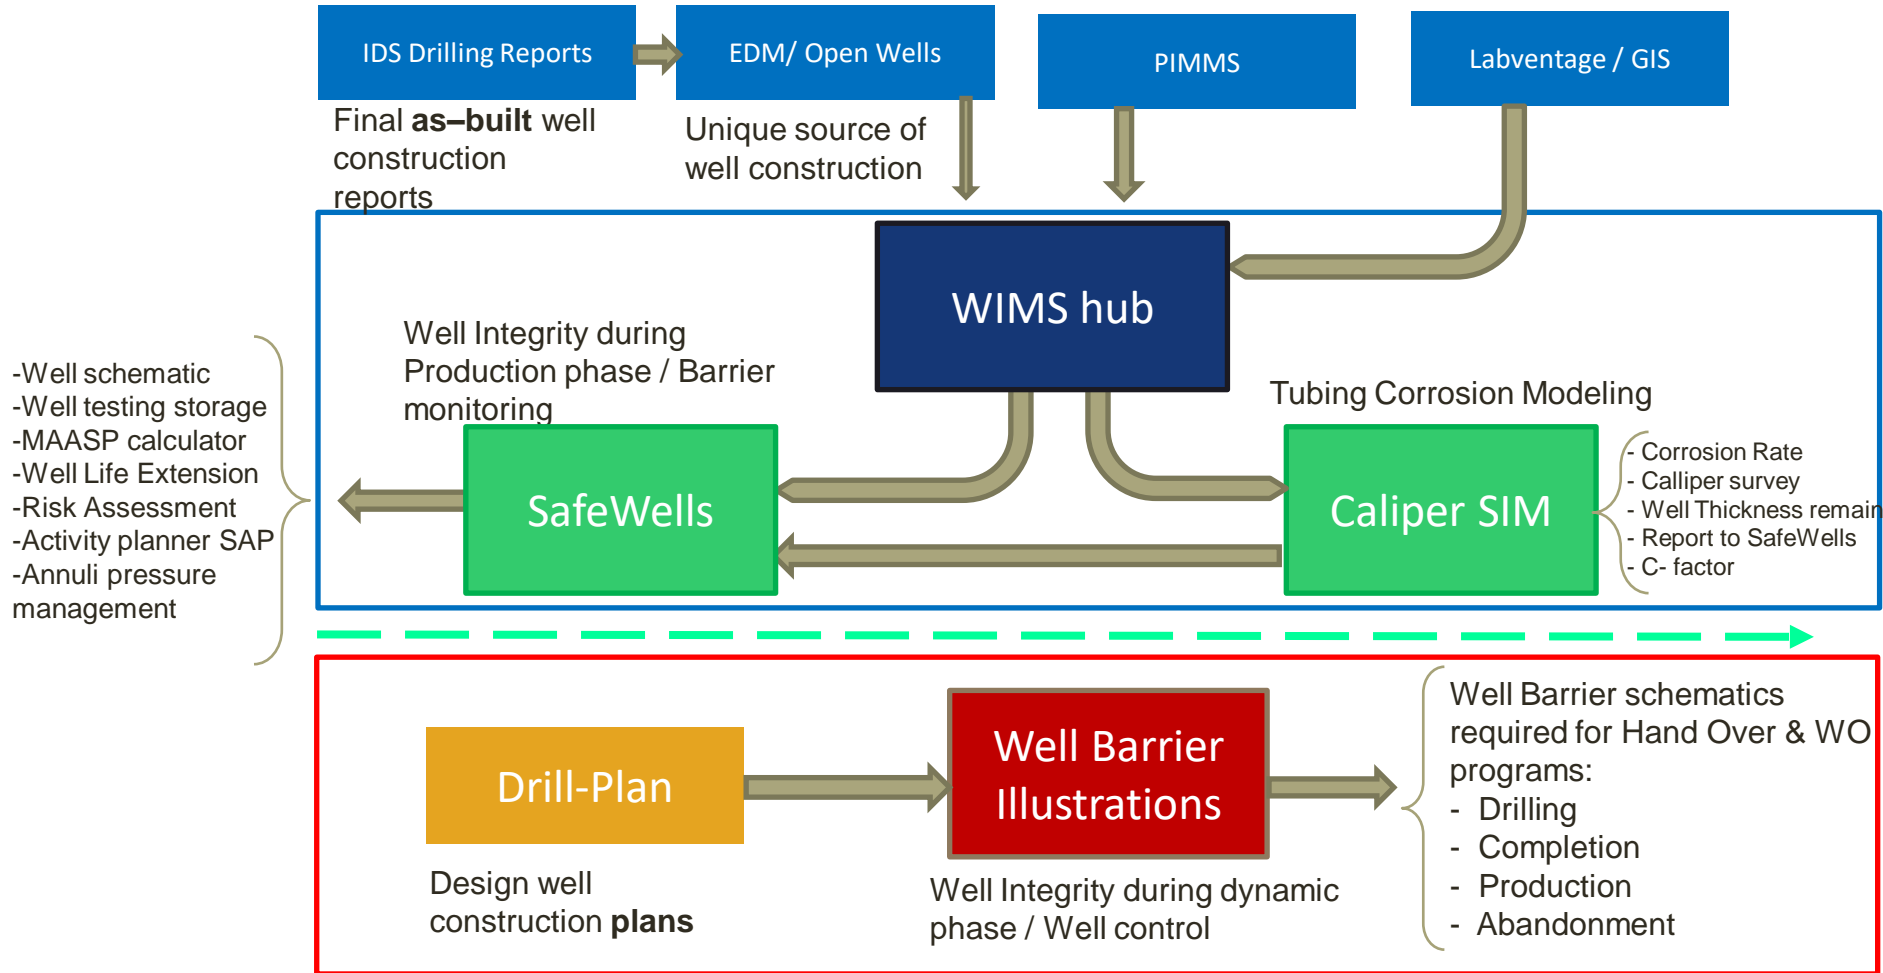 IDS Drilling Reports
EDM/ Open Wells
PIMMS
Labventage / GIS
Final as–built well
construction
reports
Unique source of
well construction
WIMS hub
Well Integrity during
Production phase / Barrier
monitoring
Tubing Corrosion Modeling
-Well schematic
-Well testing storage
-MAASP calculator
-Well Life Extension
-Risk Assessment
-Activity planner SAP
-Annuli pressure
management
SafeWells
Caliper SIM
- Corrosion Rate
- Calliper survey
- Well Thickness remain
- Report to SafeWells
- C- factor
Drill-Plan
Well Barrier
Illustrations
Well Barrier schematics
required for Hand Over & WO
programs:
- Drilling
- Completion
- Production
- Abandonment
Design well
construction plans
Well Integrity during dynamic
phase / Well control